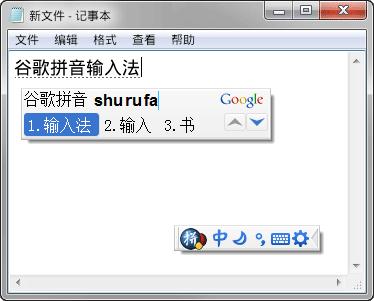 新文件 - 记事本
文件 编辑 格式 查看 帮助
谷歌拼音输入法
谷歌拼音 shurufa
Google
1.输入法 2.输入 3.书
拼 中